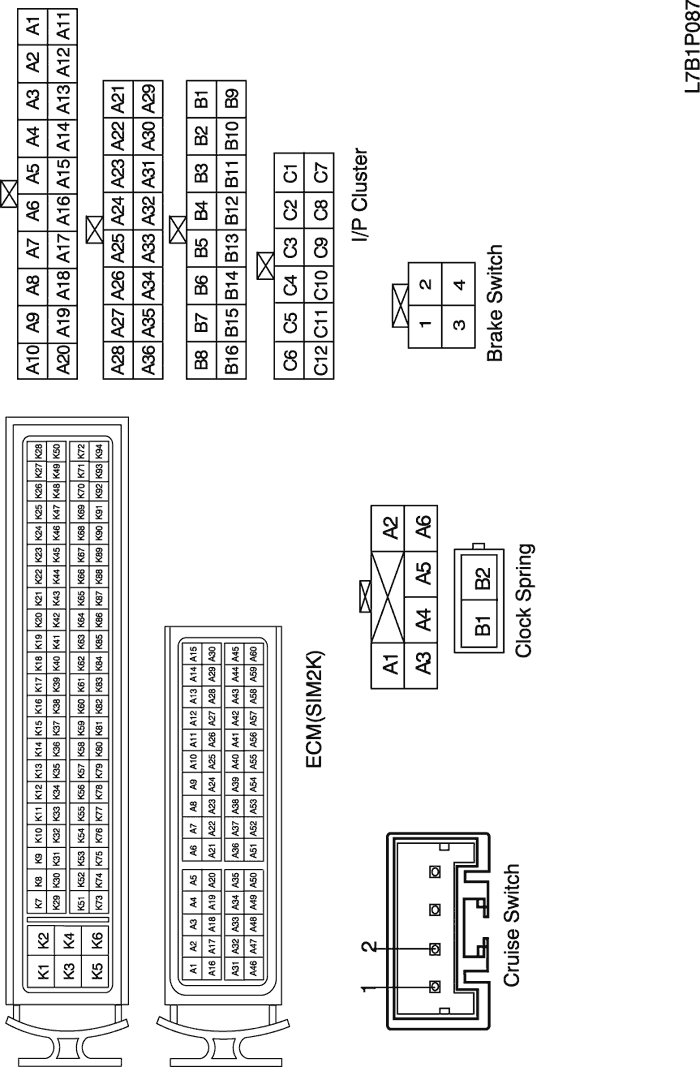 K1 K2
K3 K4
K5 K6
K7 K8 K9 K10 K11 K12 K13 K14 K15 K16 K17 K18 K19 K20 K21 K22 K23 K24 K25 K26 K27 K28
K29 K30 K31 K32 K33 K34 K35 K36 K37 K38 K39 K40 K41 K42 K43 K44 K45 K46 K47 K48 K49 K50
K51 K52 K53 K54 K55 K56 K57 K58 K59 K60 K61 K62 K63 K64 K65 K66 K67 K68 K69 K70 K71 K72
K73 K74 K75 K76 K77 K78 K79 K80 K81 K82 K83 K84 K85 K86 K87 K88 K89 K90 K91 K92 K93 K94
A1 A2 A3 A4 A5 A6 A7 A8 A9 A10 A11 A12 A13 A14 A15
A16 A17 A18 A19 A20 A21 A22 A23 A24 A25 A26 A27 A28 A29 A30
A31 A32 A33 A34 A35 A36 A37 A38 A39 A40 A41 A42 A43 A44 A45
A46 A47 A48 A49 A50 A51 A52 A53 A54 A55 A56 A57 A58 A59 A60
ECM(SIM2K)
A10 A9 A8 A7 A6 A5 A4 A3 A2 A1
A20 A19 A18 A17 A16 A15 A14 A13 A12 A11
A28 A27 A26 A25 A24 A23 A22 A21
A36 A35 A34 A33 A32 A31 A30 A29
B8 B7 B6 B5 B4 B3 B2 B1
B16 B15 B14 B13 B12 B11 B10 B9
C6 C5 C4 C3 C2 C1
C12 C11 C10 C9 C8 C7
I/P Cluster
1 2
Cruise Switch
A1 A2
A3 A4 A5 A6
B1 B2
Clock Spring
1 2
3 4
Brake Switch
L7B1P087